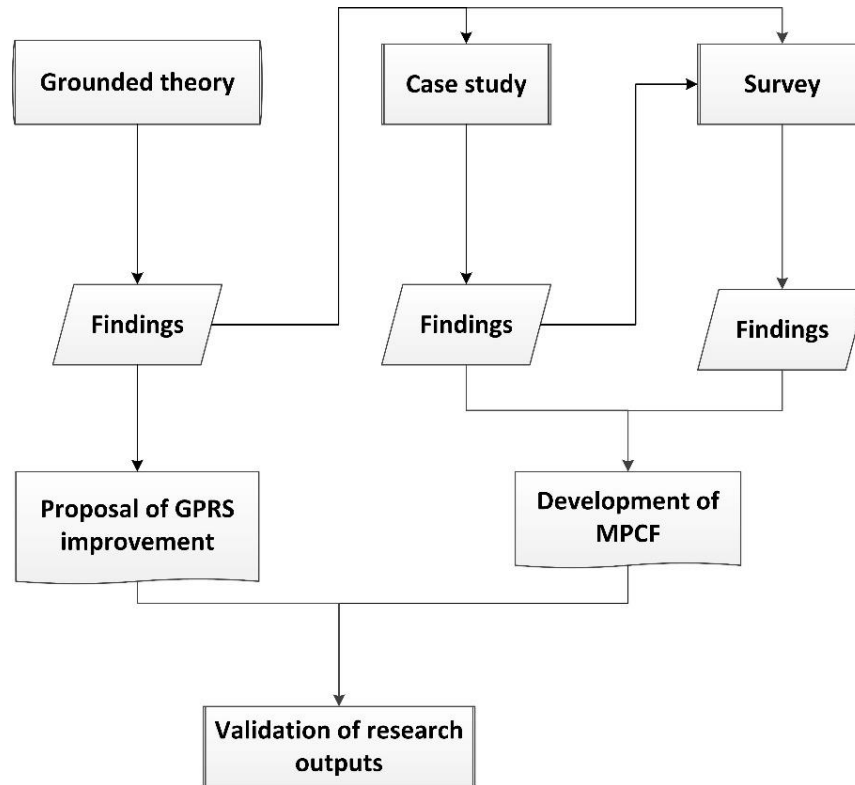 Grounded theory
Case study
Survey
Findings
Findings
Findings
Proposal of GPRS
improvement
Development of
MPCF
Validation of research
outputs